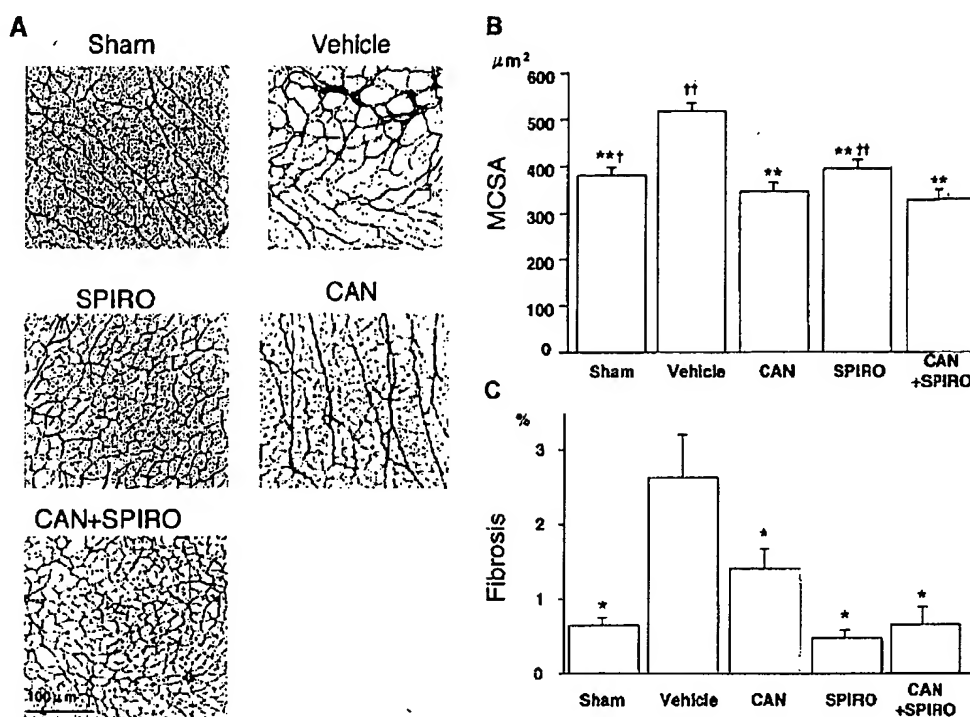 A
Sham
Vehicle
SPIRO
CAN
CAN+SPIRO
100μm
B
μm²
MCSA
600
500
400
300
200
100
0
**†
††
**
**††
**
Sham
Vehicle
CAN
SPIRO
CAN
+SPIRO
C
%
Fibrosis
3
2
1
0
*
*
*
*
Sham
Vehicle
CAN
SPIRO
CAN
+SPIRO